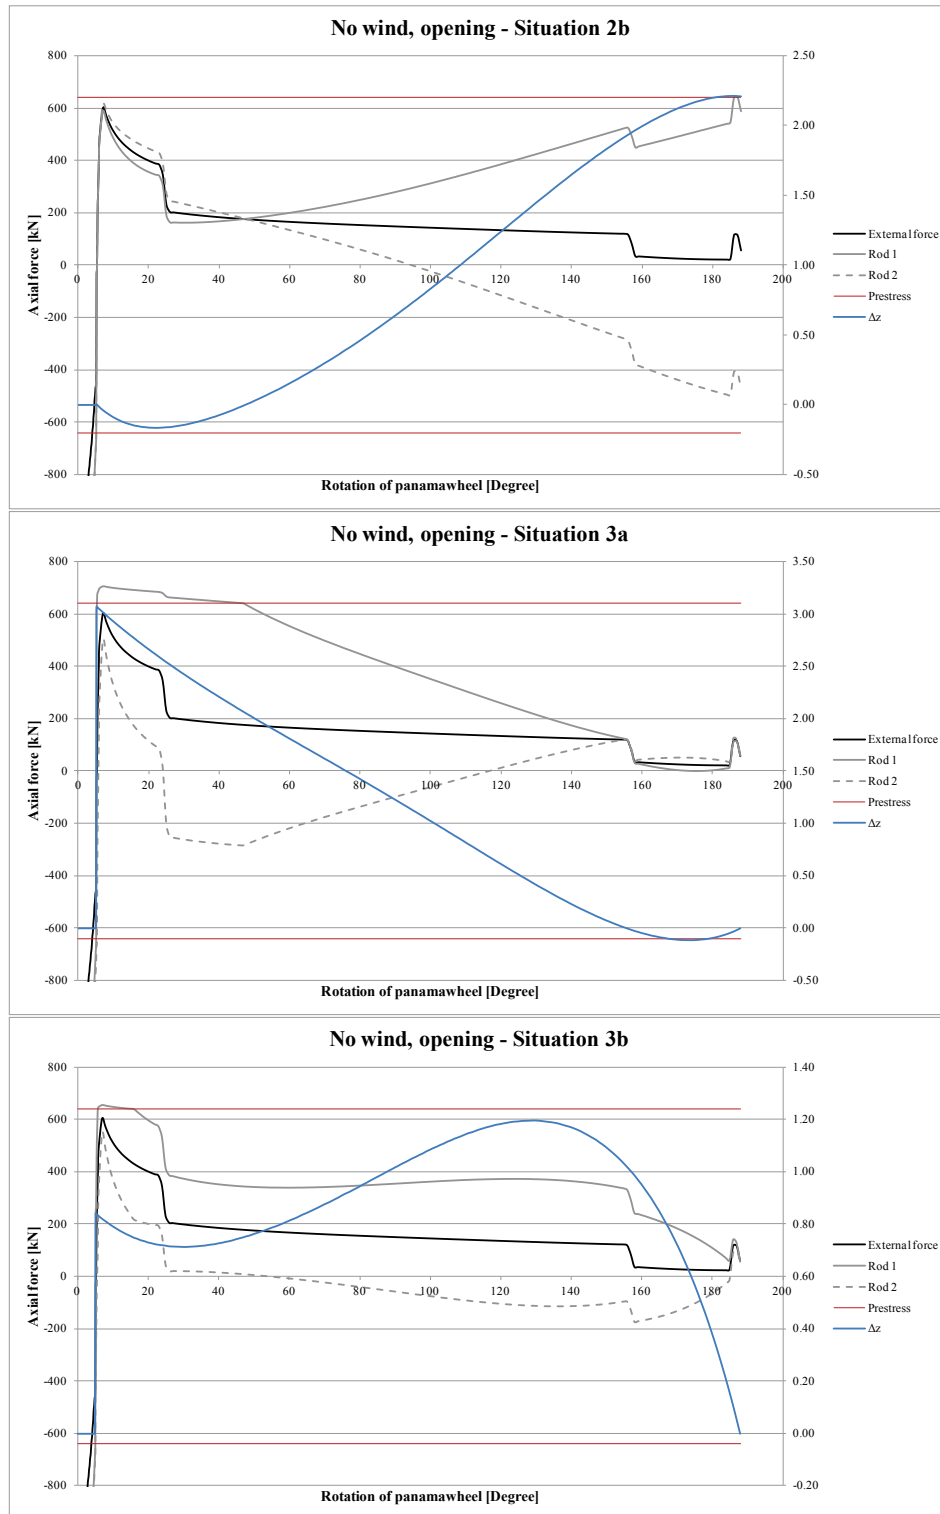 No wind, opening - Situation 2b
800
600
400
200
0
-200
-400
-600
-800
Axial force [kN]
0 20 40 60 80 100 120 140 160 180 200
2.50
2.00
1.50
1.00
0.50
0.00
-0.50
Rotation of panamawheel [Degree]
External force
Rod 1
Rod 2
Prestress
Δz
No wind, opening - Situation 3a
800
600
400
200
0
-200
-400
-600
-800
Axial force [kN]
0 20 40 60 80 100 120 140 160 180 200
3.50
3.00
2.50
2.00
1.50
1.00
0.50
0.00
-0.50
Rotation of panamawheel [Degree]
External force
Rod 1
Rod 2
Prestress
Δz
No wind, opening - Situation 3b
800
600
400
200
0
-200
-400
-600
-800
Axial force [kN]
0 20 40 60 80 100 120 140 160 180 200
1.40
1.20
1.00
0.80
0.60
0.40
0.20
0.00
-0.20
Rotation of panamawheel [Degree]
External force
Rod 1
Rod 2
Prestress
Δz